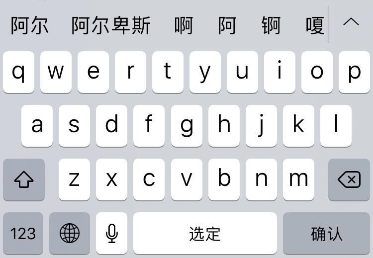 阿尔 阿尔卑斯 啊 阿 锕 嗄
q w e r t y u i o p
a s d f g h j k l
z x c v b n m
123 选定 确认